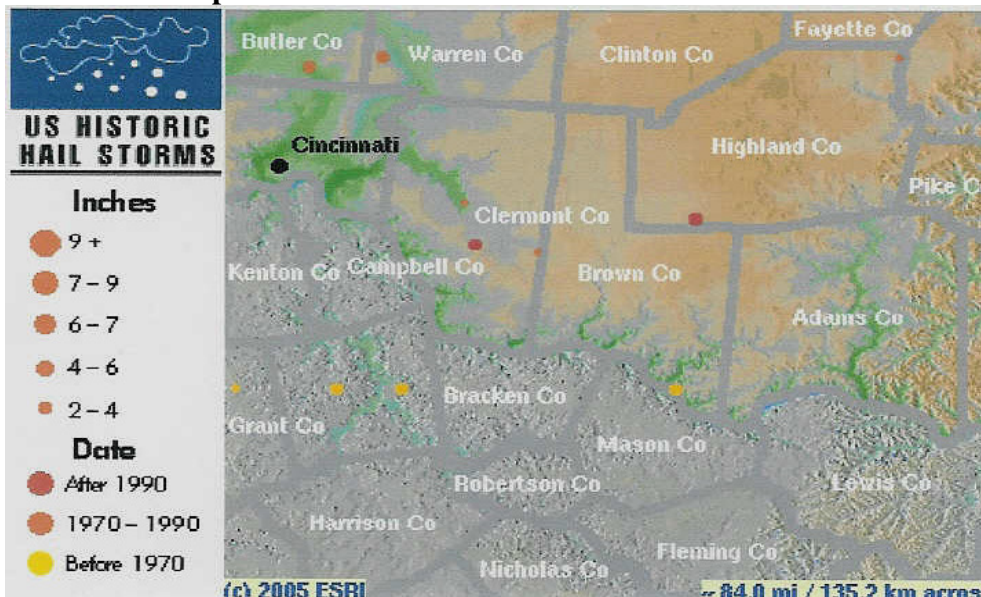 US HISTORIC
HAIL STORMS
Inches
9 +
7 – 9
6 – 7
4 – 6
2 – 4
Date
After 1990
1970 – 1990
Before 1970
Butler Co
Warren Co
Clinton Co
Fayette Co
Cincinnati
Highland Co
Pike C
Clermont Co
Kenton Co
Campbell Co
Brown Co
Adams Co
Grant Co
Bracken Co
Mason Co
Robertson Co
Lewis Co
Harrison Co
Fleming Co
Nicholas Co
(c) 2005 ESRI
~ 84.0 mi / 135.2 km acros